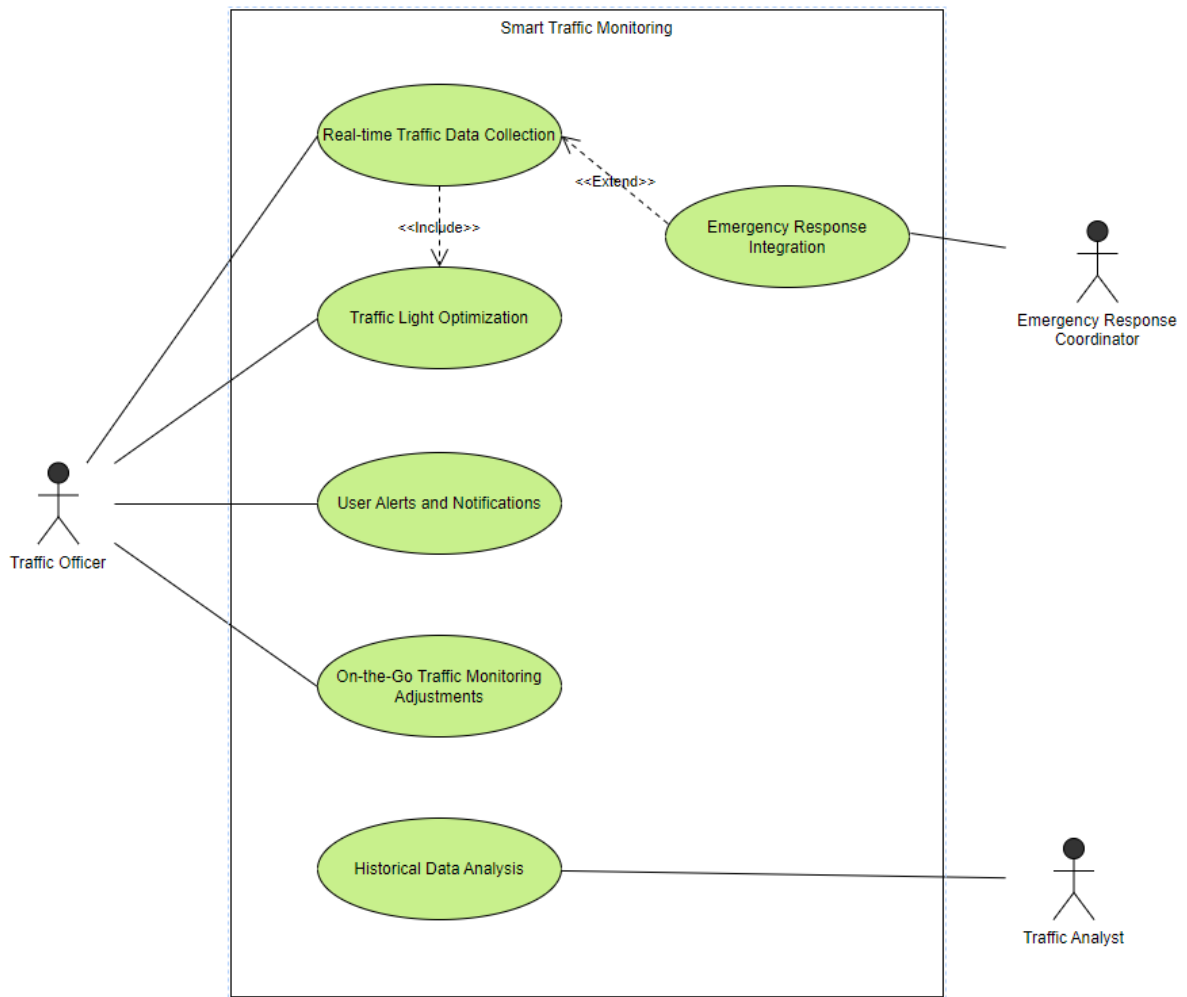 Smart Traffic Monitoring
Real-time Traffic Data Collection
<<Extend>>
<<Include>>
Emergency Response
Integration
Traffic Light Optimization
Emergency Response
Coordinator
User Alerts and Notifications
Traffic Officer
On-the-Go Traffic Monitoring
Adjustments
Historical Data Analysis
Traffic Analyst